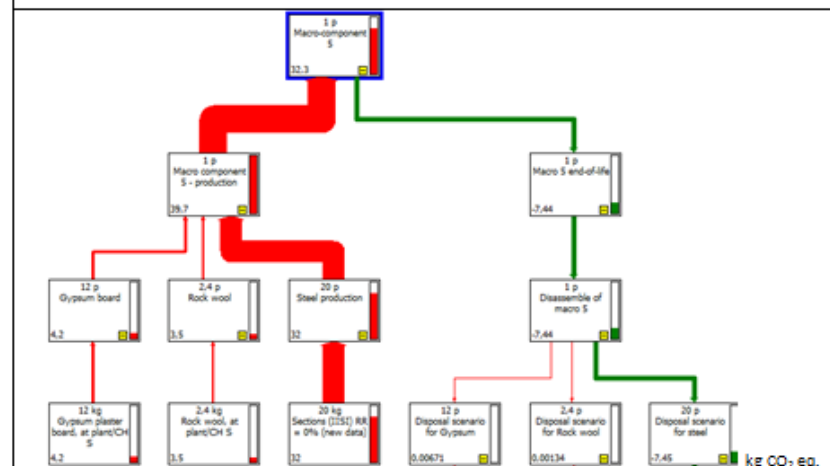 1 p
Macro-component
S
32.3
1 p
Macro component
S - production
39.7
1 p
Macro S end-of-life
-7,44
12 p
Gypsum board
4.2
2,4 p
Rock wool
3.5
20 p
Steel production
32
1 p
Disassemble of
macro S
-7,44
12 kg
Gypsum plaster
board, at plant/CH
S
4.2
2,4 kg
Rock wool, at
plant/CH S
3.5
20 kg
Sections (IISI) RR
= 0% (new data)
32
12 p
Disposal scenario
for Gypsum
0.00671
2,4 p
Disposal scenario
for Rock wool
0.00134
20 p
Disposal scenario
for steel
-7.45
kg CO₂ eq.